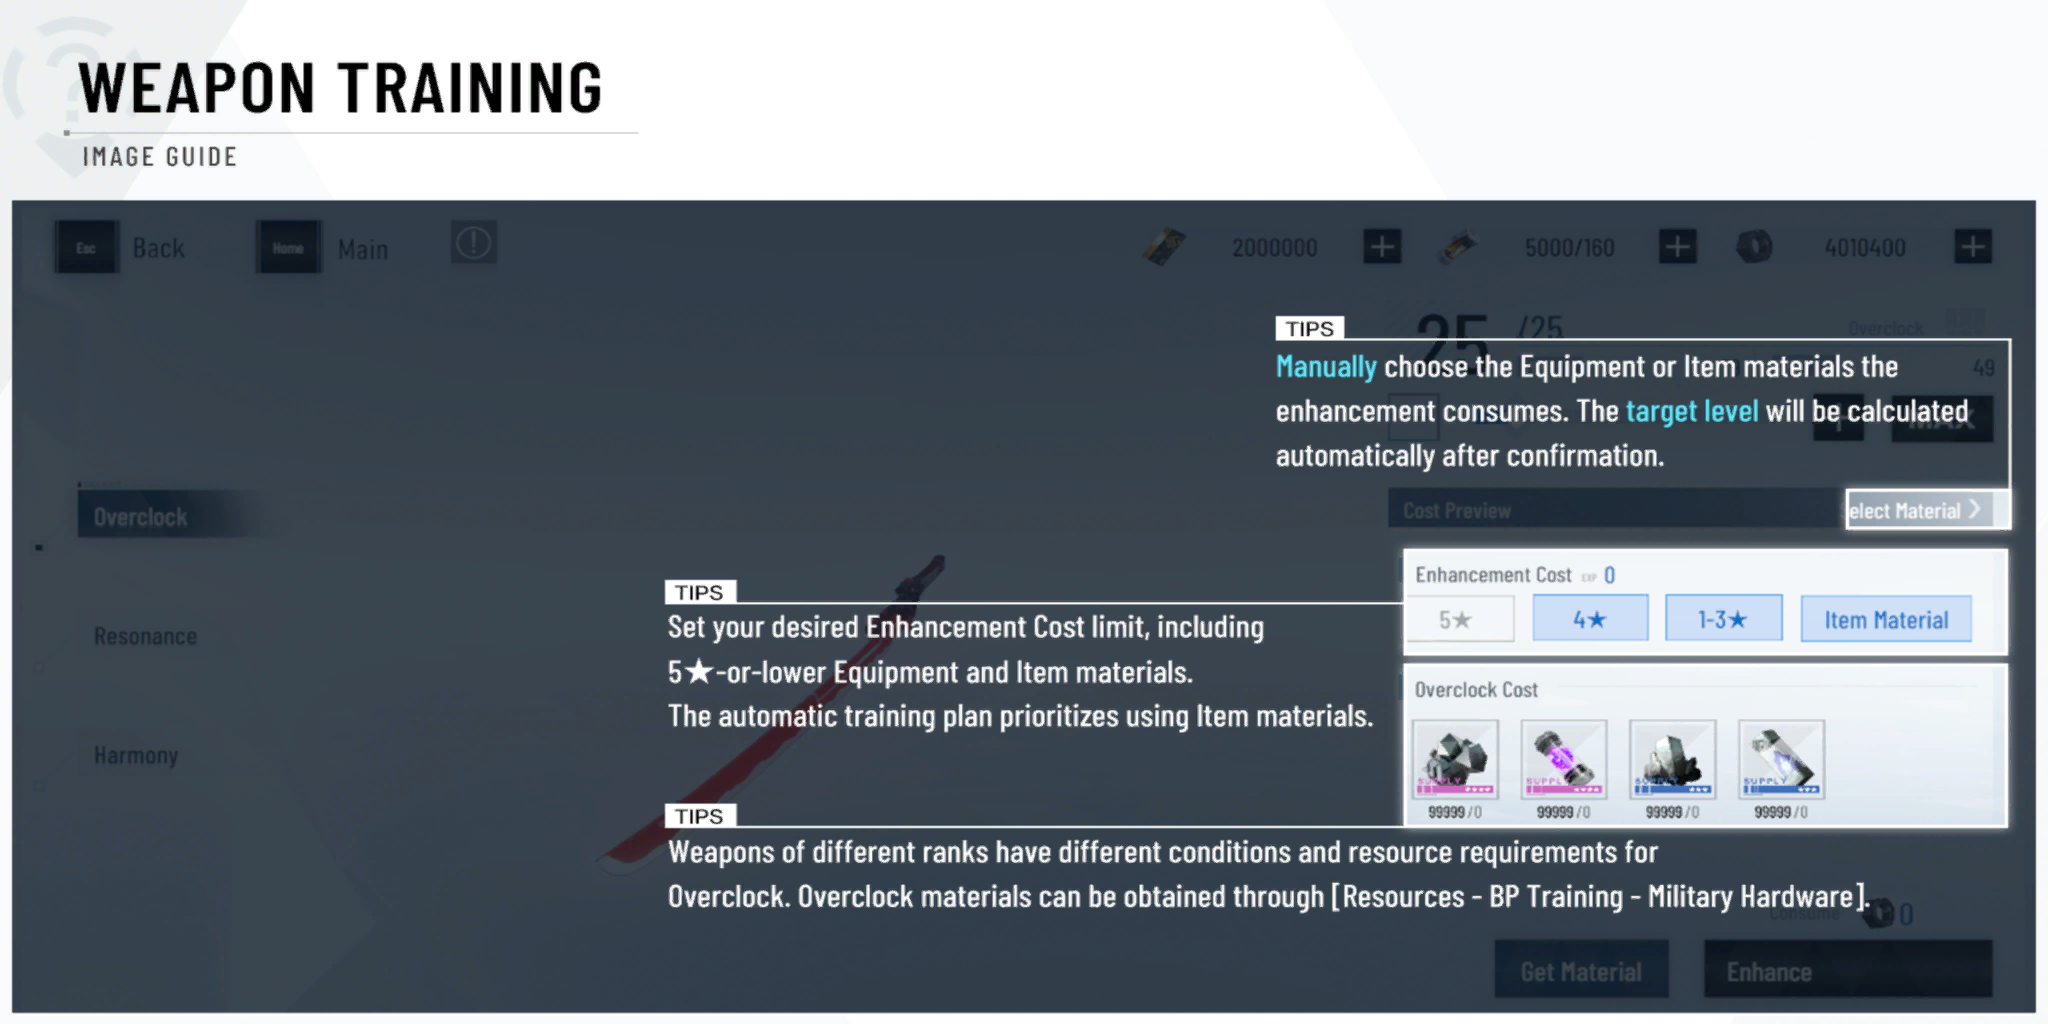 WEAPON TRAINING
IMAGE GUIDE
Esc Back Home Main 2000000 5000/160 4010400
TIPS
25 /25 Overclock
Manually choose the Equipment or Item materials the
49
enhancement consumes. The target level will be calculated
MAX
automatically after confirmation.
Overclock
Cost Preview
elect Material >
Enhancement Cost EXP 0
5★ 4★ 1-3★ Item Material
TIPS
Set your desired Enhancement Cost limit, including
5★-or-lower Equipment and Item materials.
The automatic training plan prioritizes using Item materials.
Resonance
Overclock Cost
SUPPLY SUPPLY SUPPLY SUPPLY
99999/0 99999/0 99999/0 99999/0
Harmony
TIPS
Weapons of different ranks have different conditions and resource requirements for
Overclock. Overclock materials can be obtained through [Resources - BP Training - Military Hardware].
Consume 0
Get Material Enhance